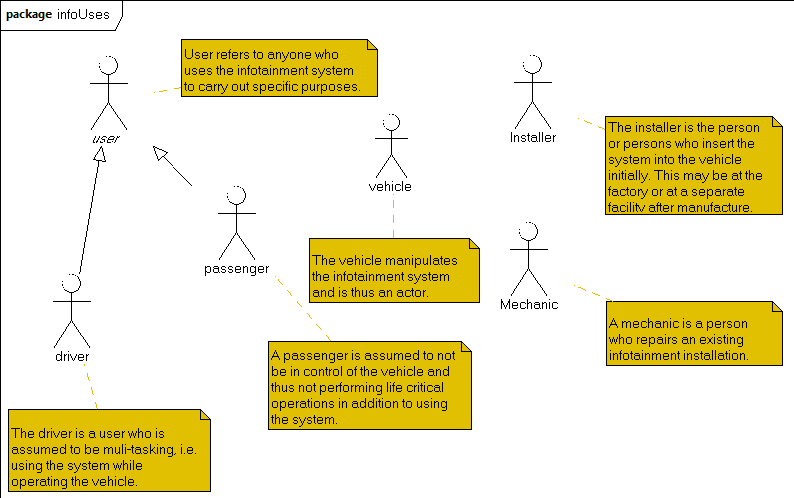 package infoUses
User refers to anyone who
uses the infotainment system
to carry out specific purposes.
user
Installer
The installer is the person
or persons who insert the
system into the vehicle
initially. This may be at the
factory or at a separate
facility after manufacture.
vehicle
The vehicle manipulates
the infotainment system
and is thus an actor.
passenger
Mechanic
A mechanic is a person
who repairs an existing
infotainment installation.
driver
A passenger is assumed to not
be in control of the vehicle and
thus not performing life critical
operations in addition to using
the system.
The driver is a user who is
assumed to be muli-tasking, i.e.
using the system while
operating the vehicle.